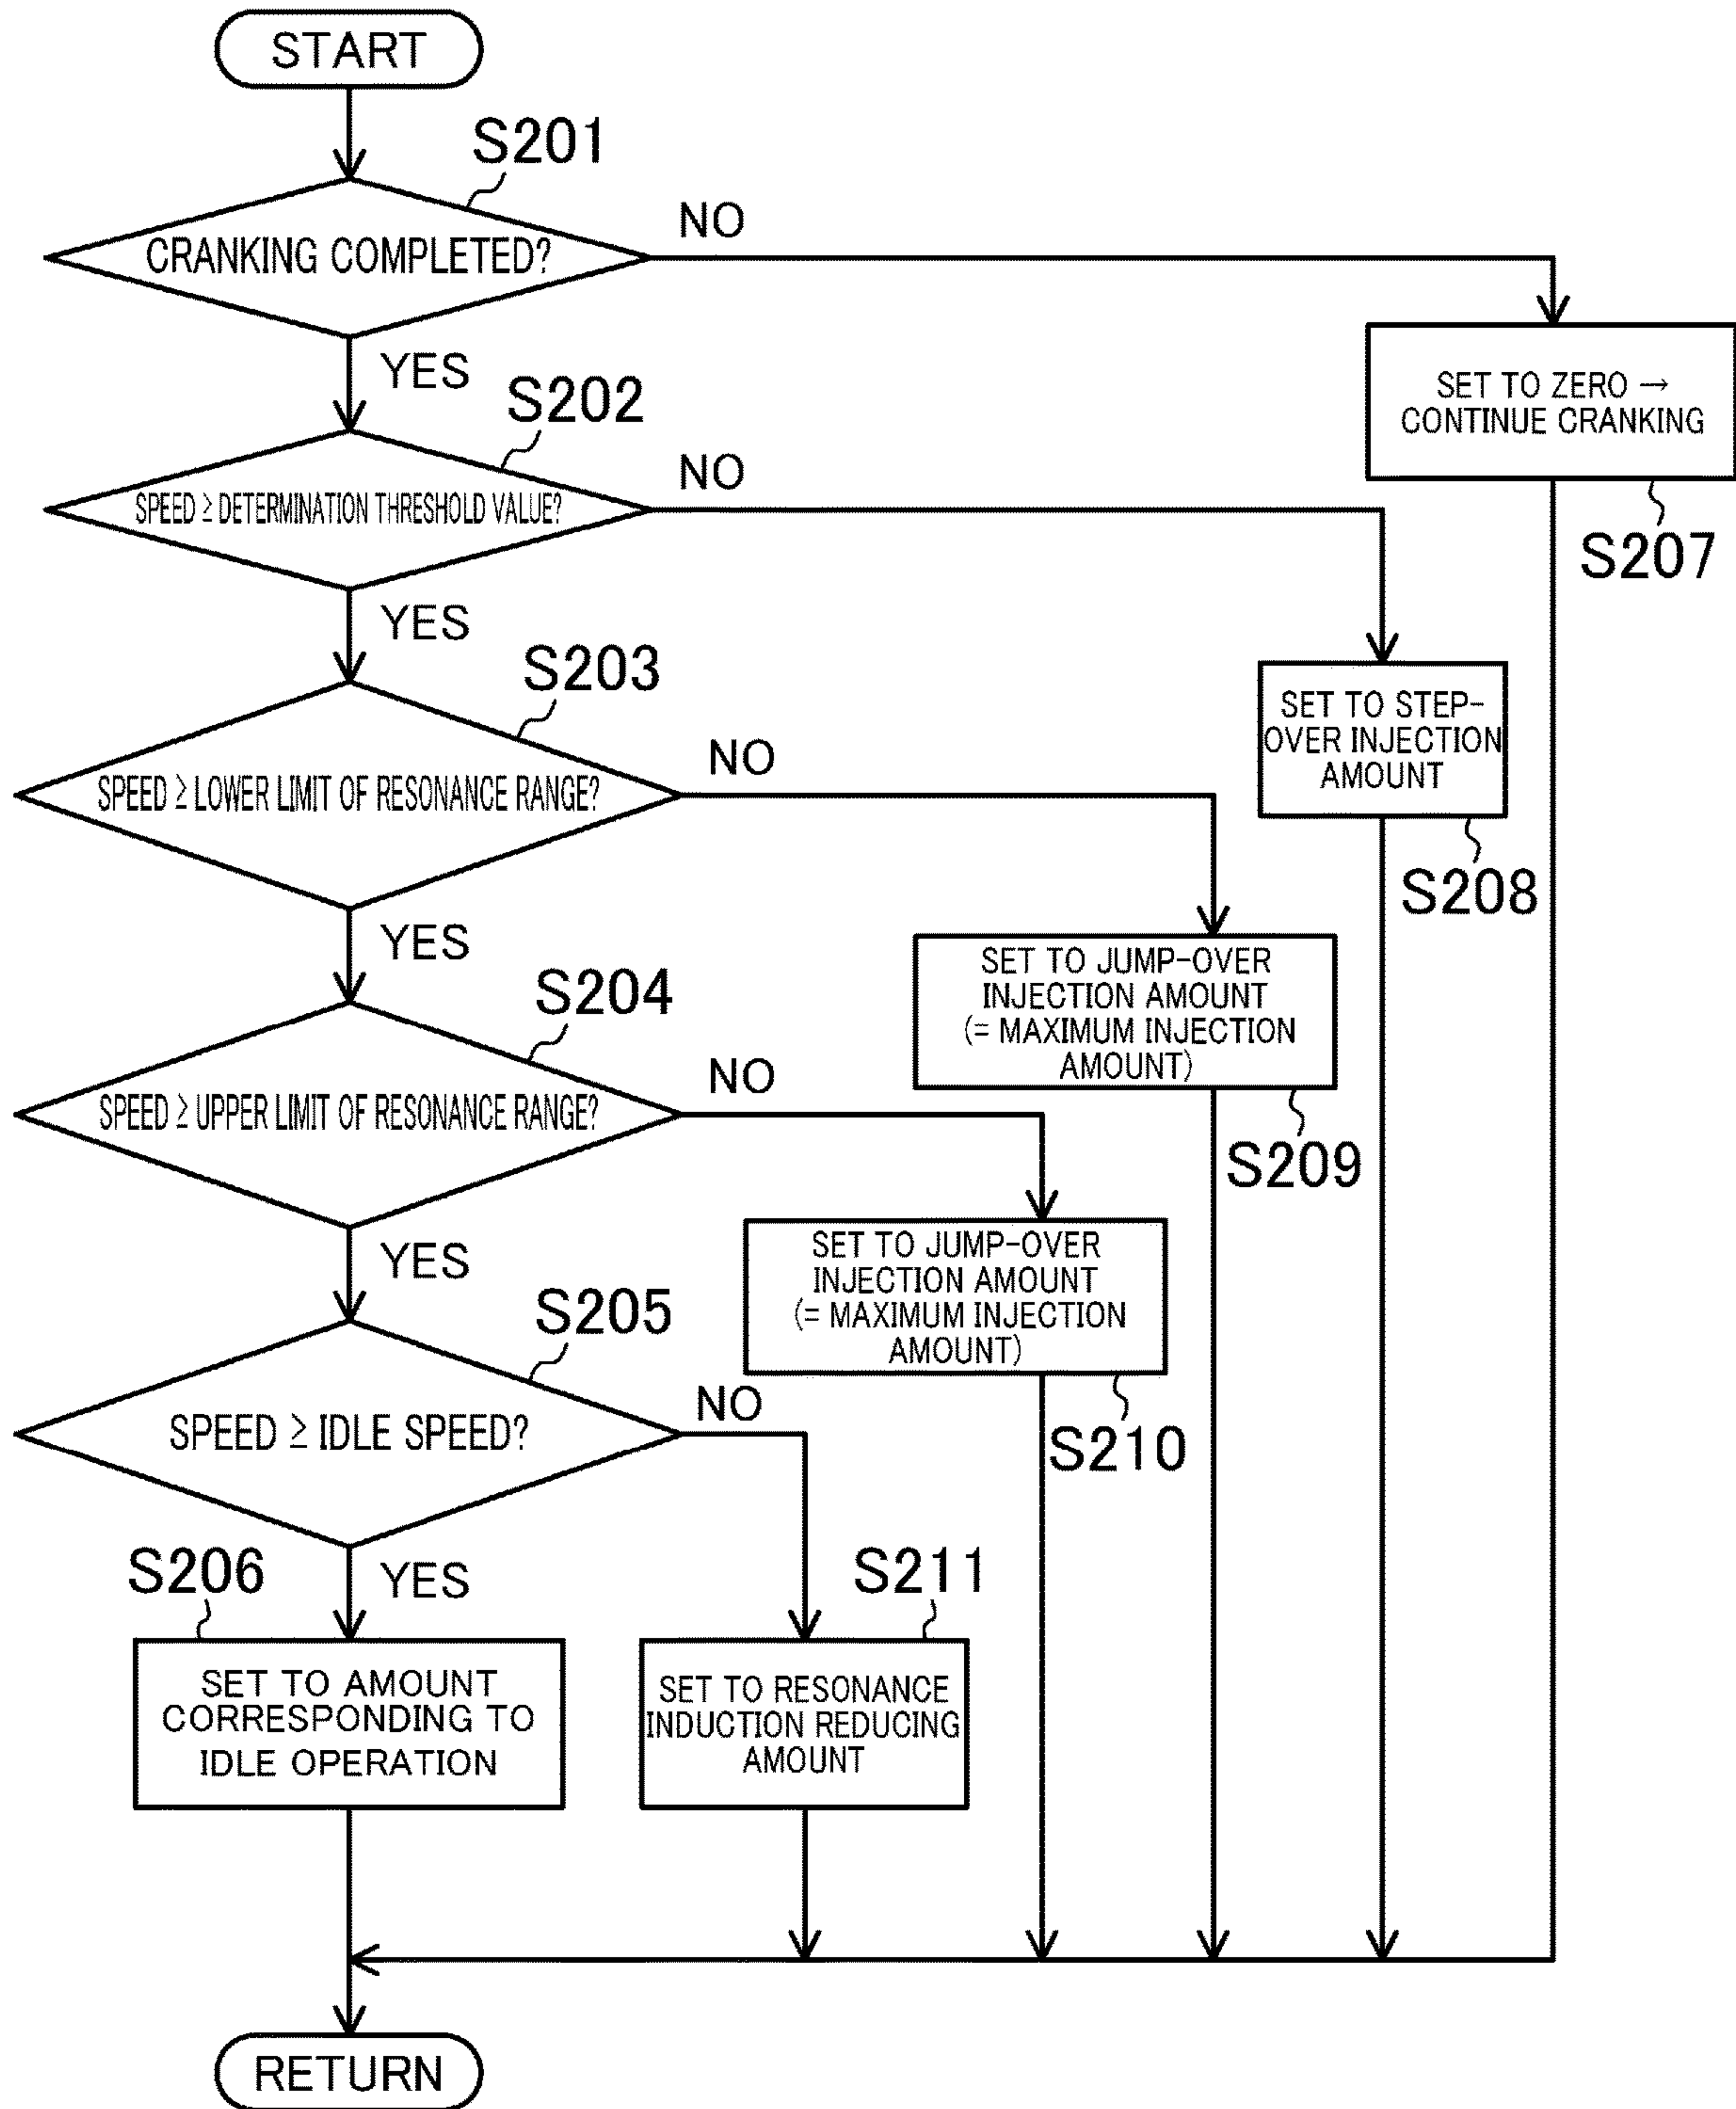 START
S201
CRANKING COMPLETED?
NO
YES
SET TO ZERO →
CONTINUE CRANKING
S207
S202
SPEED ≥ DETERMINATION THRESHOLD VALUE?
NO
YES
SET TO STEP-
OVER INJECTION
AMOUNT
S208
S203
SPEED ≥ LOWER LIMIT OF RESONANCE RANGE?
NO
YES
SET TO JUMP-OVER
INJECTION AMOUNT
(= MAXIMUM INJECTION
AMOUNT)
S209
S204
SPEED ≥ UPPER LIMIT OF RESONANCE RANGE?
NO
YES
SET TO JUMP-OVER
INJECTION AMOUNT
(= MAXIMUM INJECTION
AMOUNT)
S210
S205
SPEED ≥ IDLE SPEED?
NO
YES
S206
SET TO AMOUNT
CORRESPONDING TO
IDLE OPERATION
S211
SET TO RESONANCE
INDUCTION REDUCING
AMOUNT
RETURN